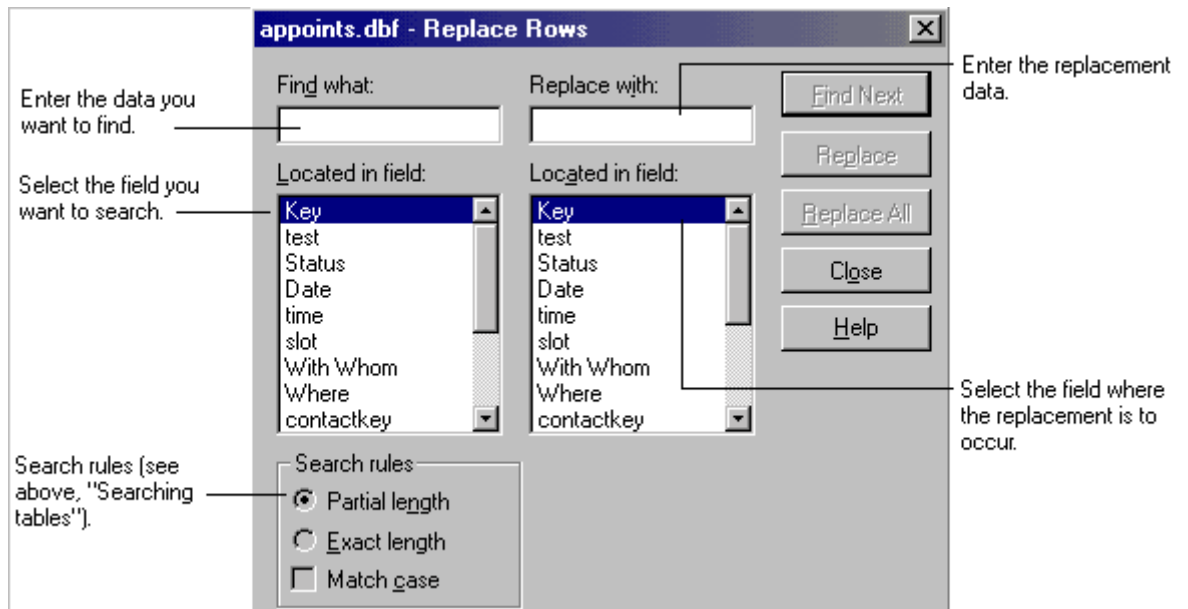 appoints.dbf - Replace Rows
Enter the data you
want to find.
Find what:
Replace with:
Find Next
Enter the replacement
data.
Replace
Select the field you
want to search.
Located in field:
Located in field:
Key
test
Status
Date
time
slot
With Whom
Where
contactkey
Key
test
Status
Date
time
slot
With Whom
Where
contactkey
Replace All
Close
Help
Select the field where
the replacement is to
occur.
Search rules (see
above, "Searching
tables").
Search rules
Partial length
Exact length
Match case